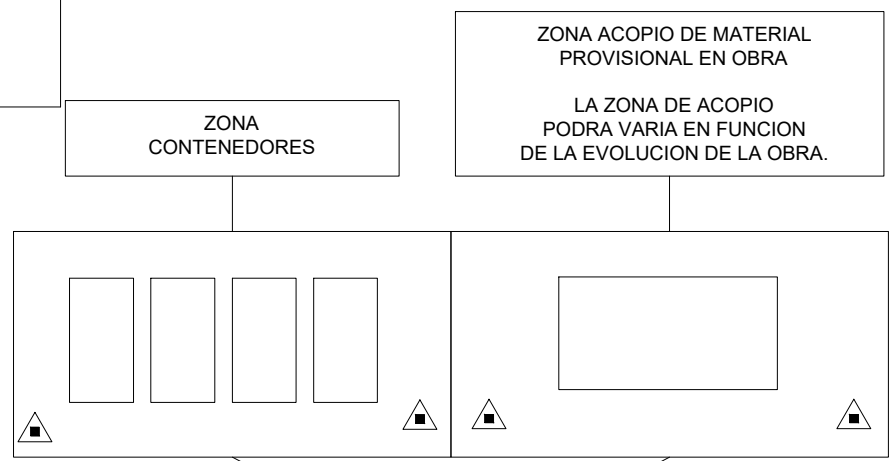 ZONA
CONTENEDORES
ZONA ACOPIO DE MATERIAL
PROVISIONAL EN OBRA
LA ZONA DE ACOPIO
PODRA VARIA EN FUNCION
DE LA EVOLUCION DE LA OBRA.